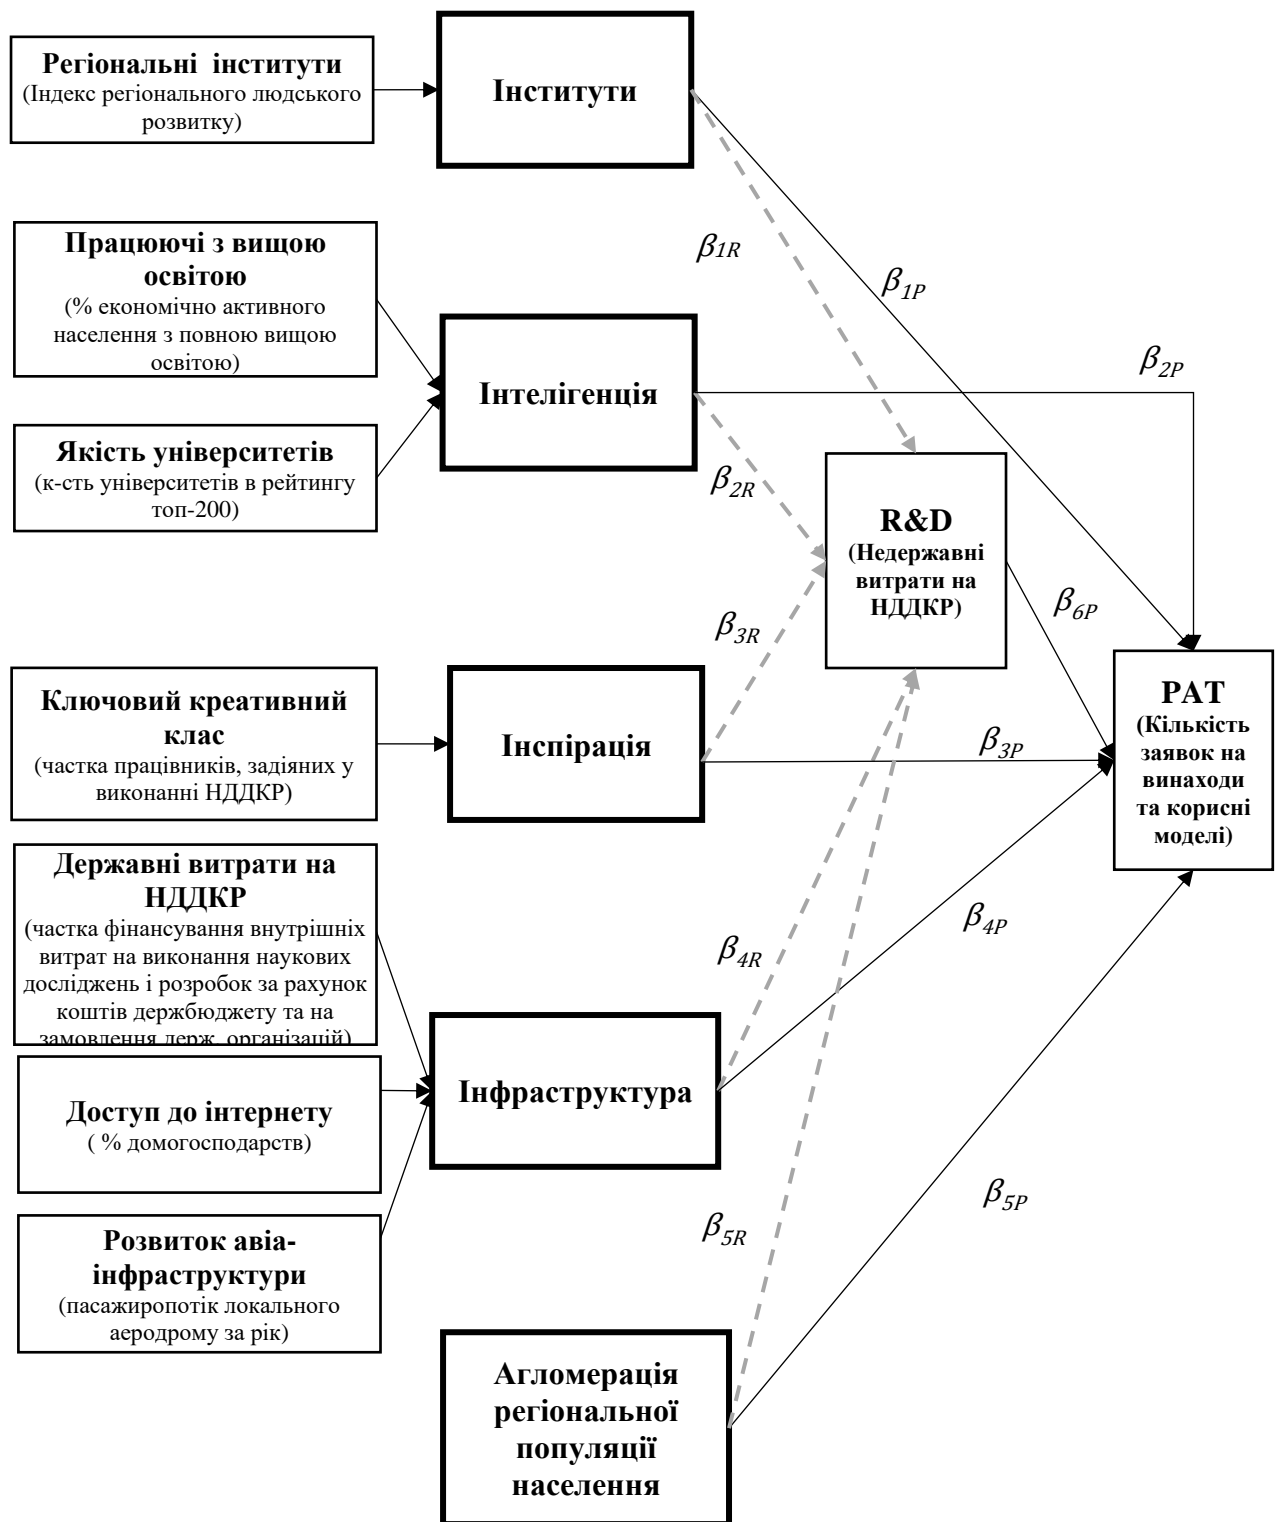 Регіональні інститути
(Індекс регіонального людського
розвитку)
Інститути
Працюючі з вищою
освітою
(% економічно активного
населення з повною вищою
освітою)
Інтелігенція
Якість університетів
(к-сть університетів в рейтингу
топ-200)
β1R
β1P
β2P
β2R
R&D
(Недержавні
витрати на
НДДКР)
β3R
β6P
Ключовий креативний
клас
(частка працівників, задіяних у
виконанні НДДКР)
Інспірація
β3P
PAT
(Кількість
заявок на
винаходи
та корисні
моделі)
Державні витрати на
НДДКР
(частка фінансування внутрішніх
витрат на виконання наукових
досліджень і розробок за рахунок
коштів держбюджету та на
замовлення держ. організацій)
β4R
β4P
Інфраструктура
Доступ до інтернету
( % домогосподарств)
β5R
β5P
Розвиток авіа-
інфраструктури
(пасажиропотік локального
аеродрому за рік)
Агломерація
регіональної
популяції
населення